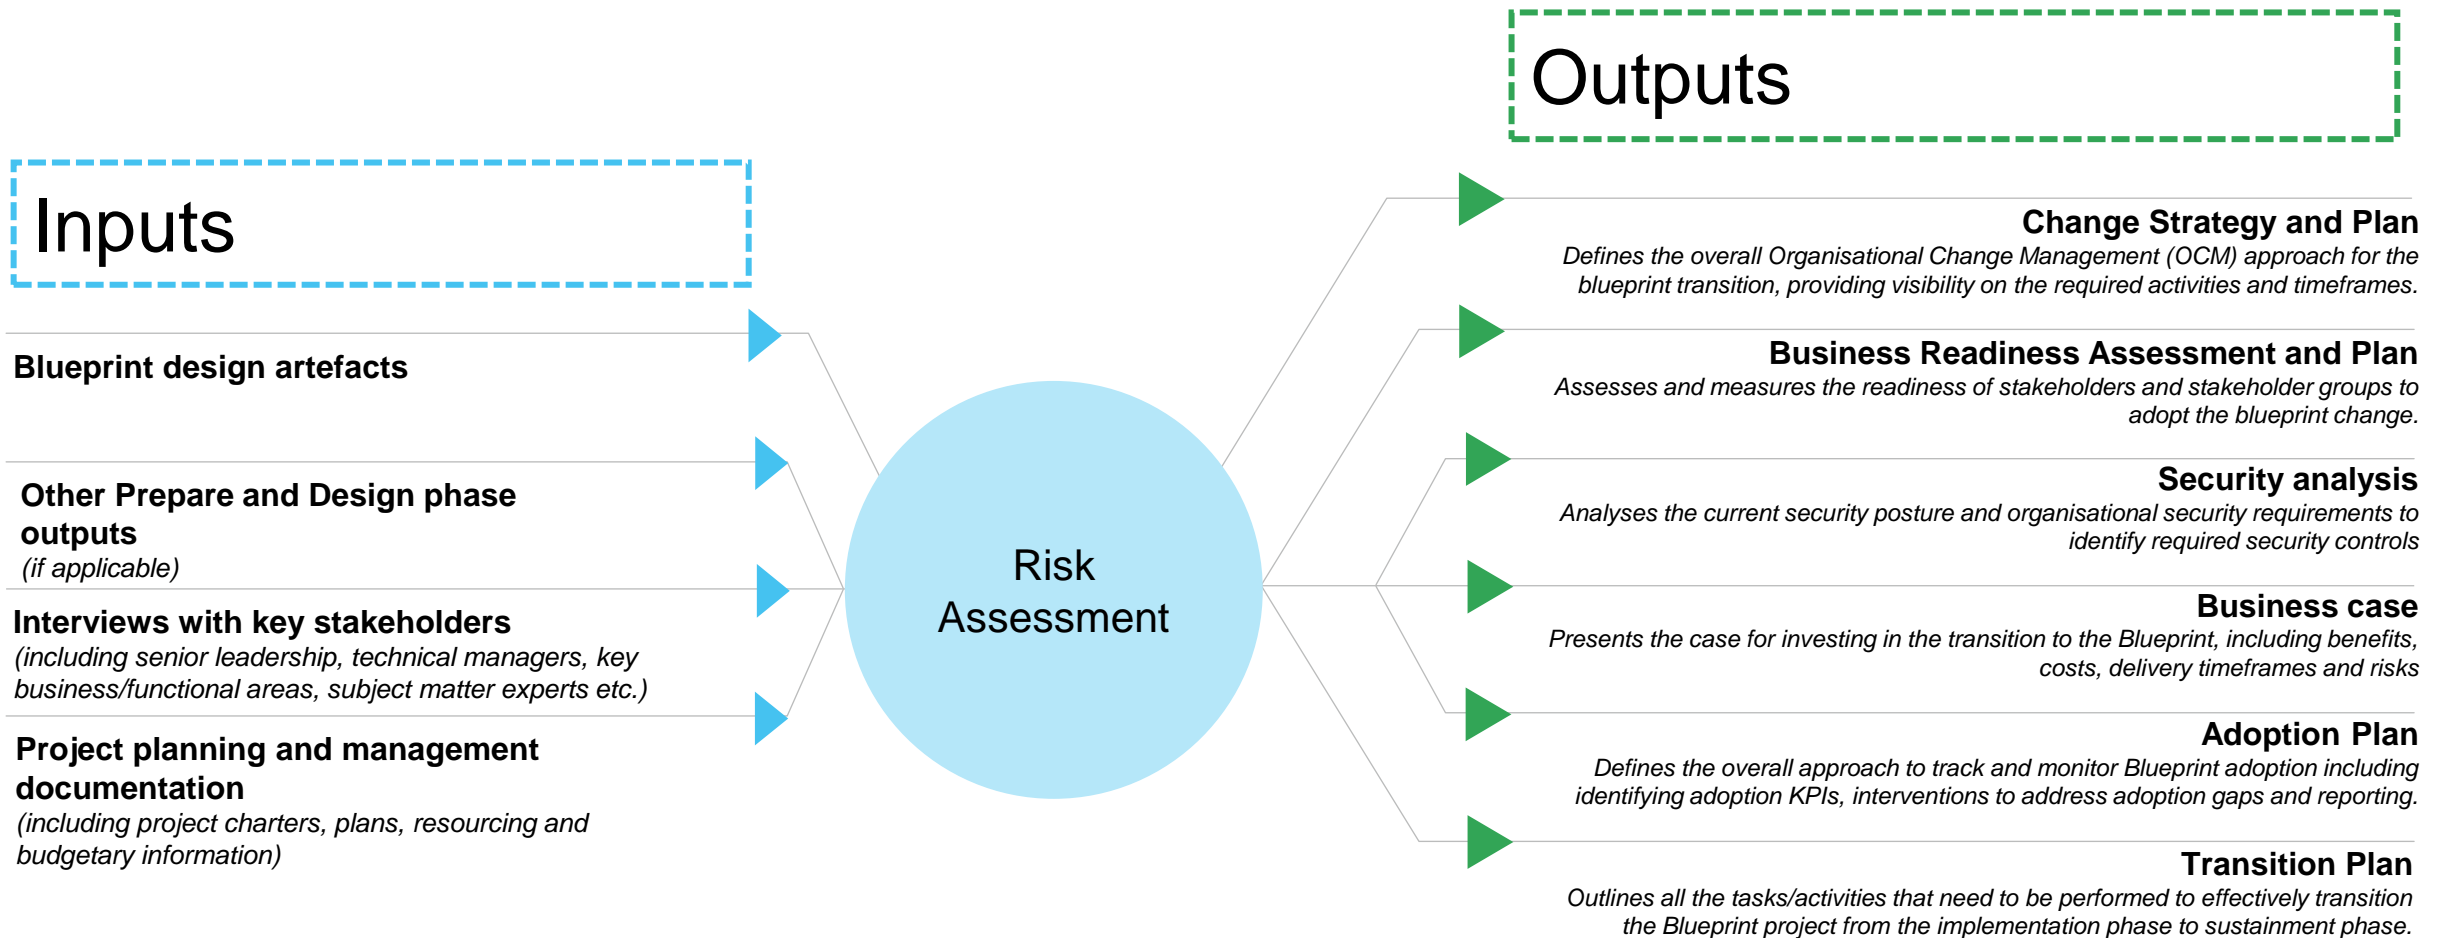 Inputs
Blueprint design artefacts
Other Prepare and Design phase
outputs
(if applicable)
Interviews with key stakeholders
(including senior leadership, technical managers, key
business/functional areas, subject matter experts etc.)
Project planning and management
documentation
(including project charters, plans, resourcing and
budgetary information)
Risk
Assessment
Outputs
Change Strategy and Plan
Defines the overall Organisational Change Management (OCM) approach for the
blueprint transition, providing visibility on the required activities and timeframes.
Business Readiness Assessment and Plan
Assesses and measures the readiness of stakeholders and stakeholder groups to
adopt the blueprint change.
Security analysis
Analyses the current security posture and organisational security requirements to
identify required security controls
Business case
Presents the case for investing in the transition to the Blueprint, including benefits,
costs, delivery timeframes and risks
Adoption Plan
Defines the overall approach to track and monitor Blueprint adoption including
identifying adoption KPIs, interventions to address adoption gaps and reporting.
Transition Plan
Outlines all the tasks/activities that need to be performed to effectively transition
the Blueprint project from the implementation phase to sustainment phase.